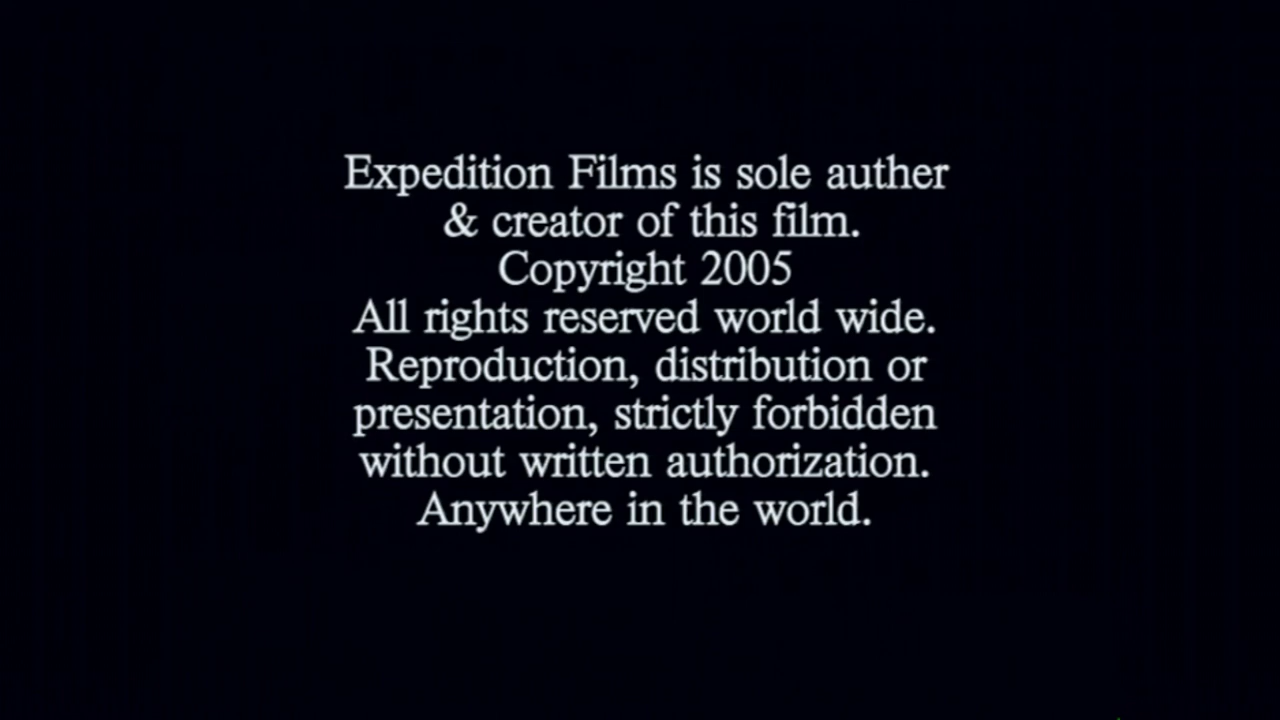 Expedition Films is sole auther
& creator of this film.
Copyright 2005
All rights reserved world wide.
Reproduction, distribution or
presentation, strictly forbidden
without written authorization.
Anywhere in the world.